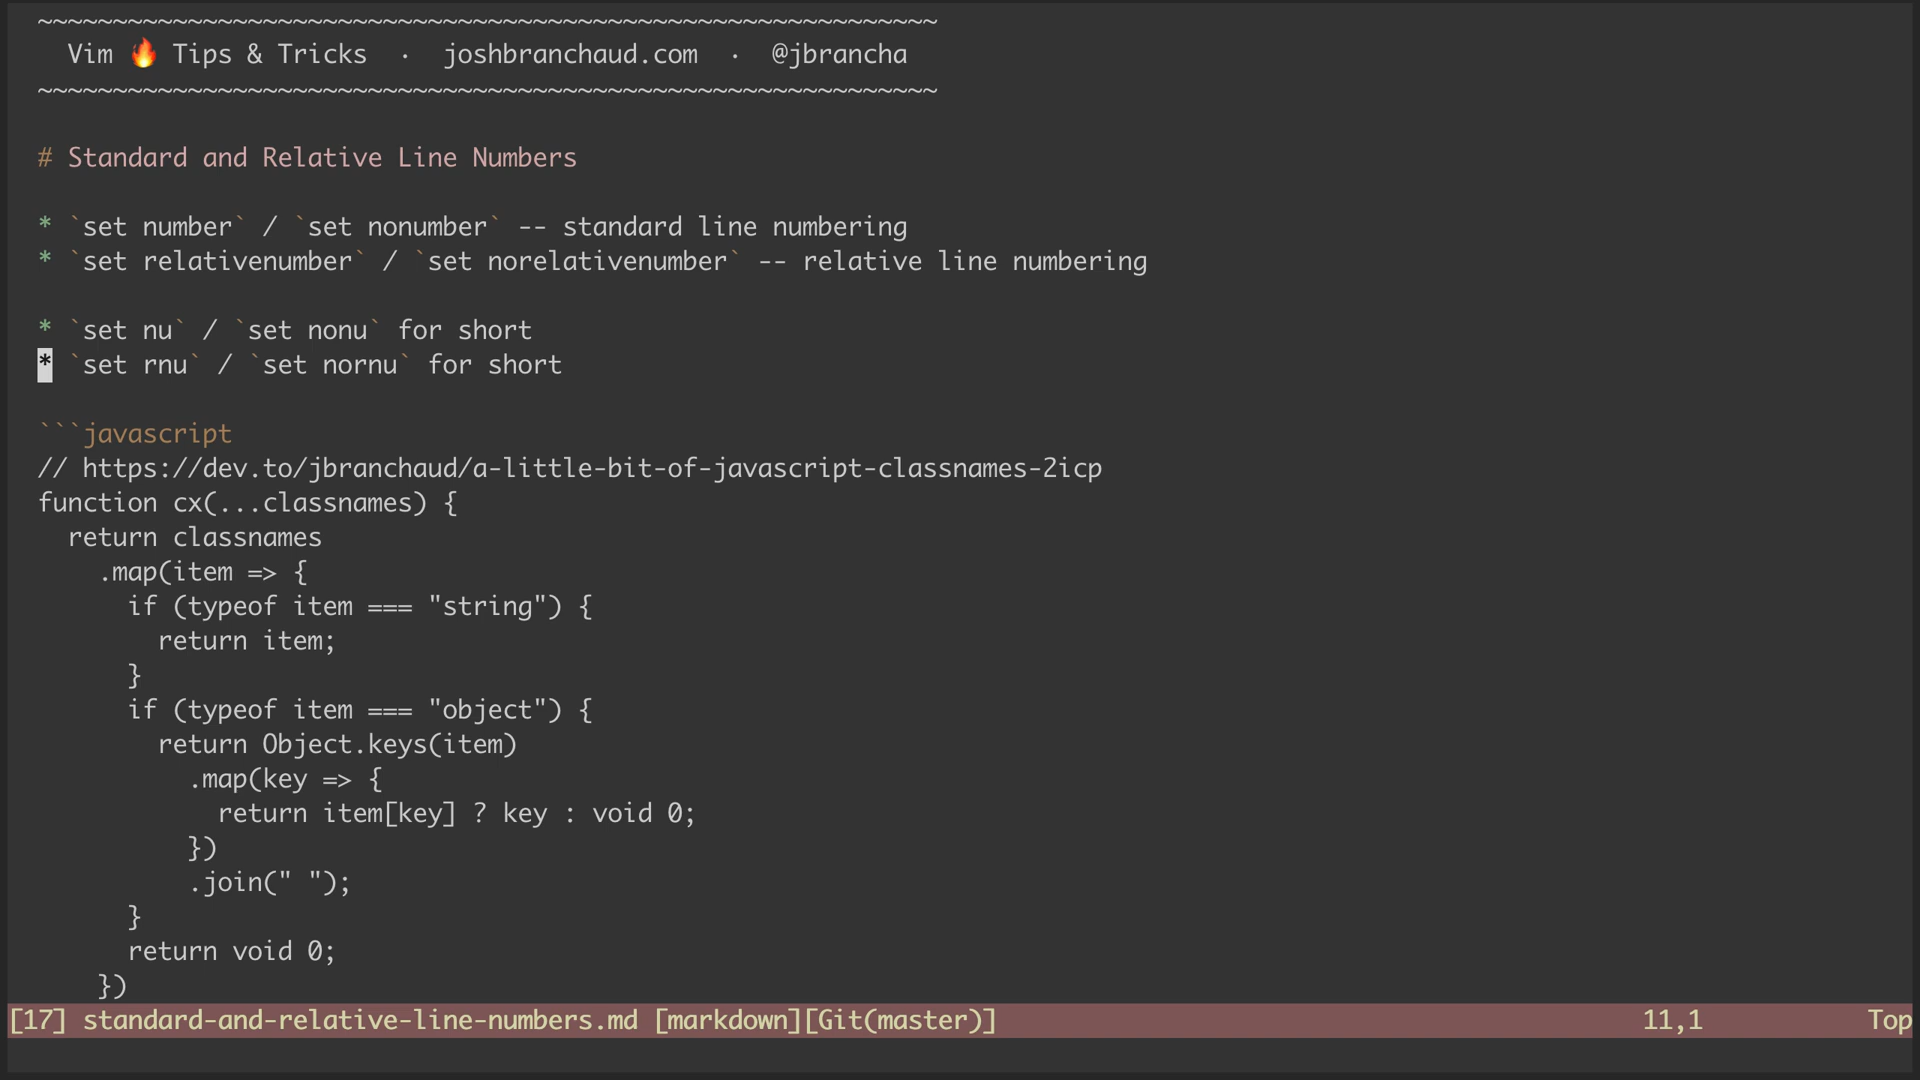 ~~~~~~~~~~~~~~~~~~~~~~~~~~~~~~~~~~~~~~~~~~~~~~~~~~~~~~~~~~~~
  Vim 🔥 Tips & Tricks  ·  joshbranchaud.com  ·  @jbrancha
~~~~~~~~~~~~~~~~~~~~~~~~~~~~~~~~~~~~~~~~~~~~~~~~~~~~~~~~~~~~

# Standard and Relative Line Numbers

* `set number` / `set nonumber` -- standard line numbering
* `set relativenumber` / `set norelativenumber` -- relative line numbering

* `set nu` / `set nonu` for short
* `set rnu` / `set nornu` for short

```javascript
// https://dev.to/jbranchaud/a-little-bit-of-javascript-classnames-2icp
function cx(...classnames) {
  return classnames
    .map(item => {
      if (typeof item === "string") {
        return item;
      }
      if (typeof item === "object") {
        return Object.keys(item)
          .map(key => {
            return item[key] ? key : void 0;
          })
          .join(" ");
      }
      return void 0;
    })
[17] standard-and-relative-line-numbers.md [markdown][Git(master)] 11,1 Top